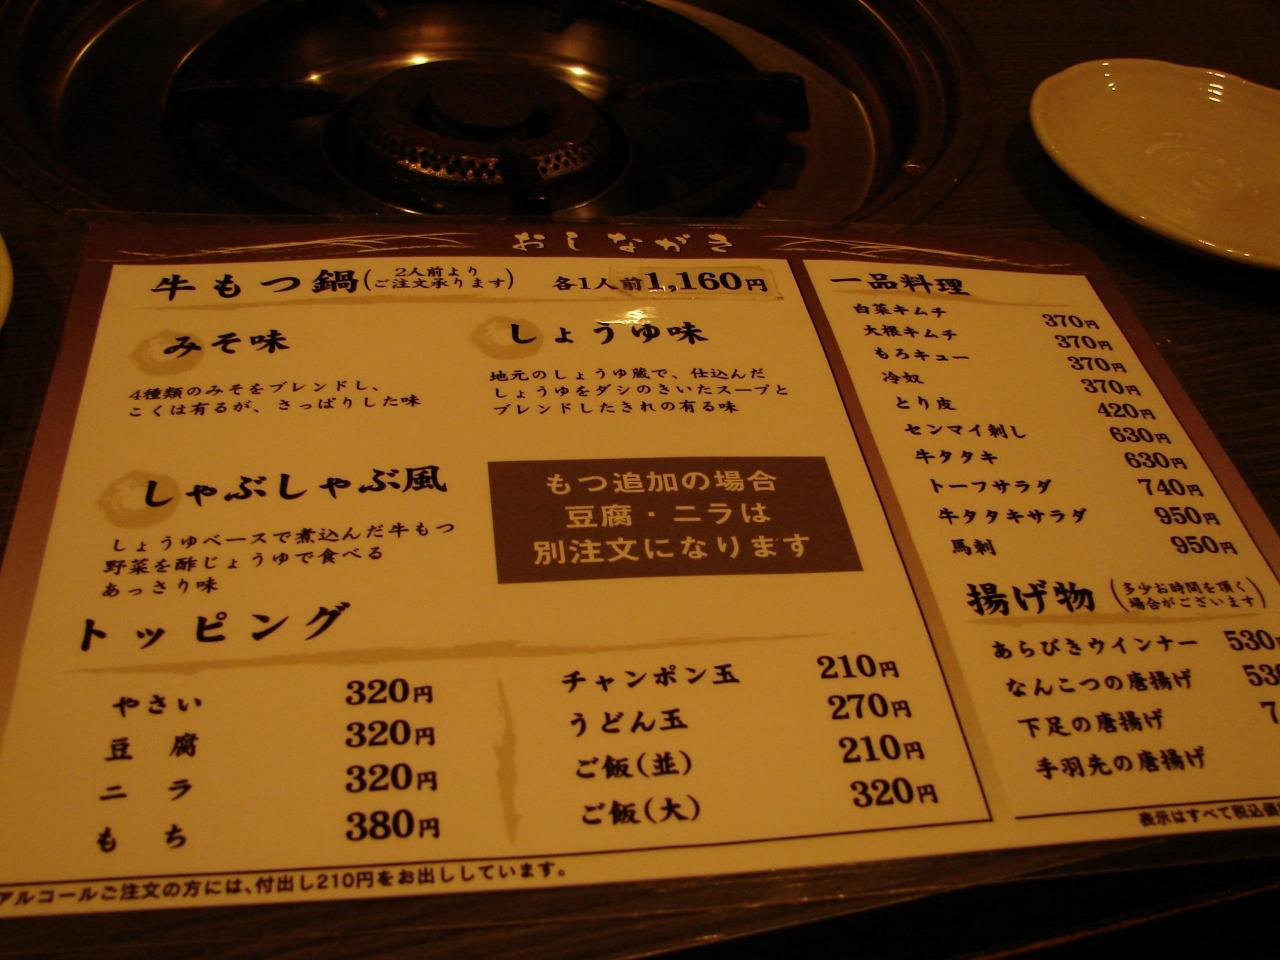 おしながき
牛もつ鍋(2人前より ご注文承ります) 各1人前1,160円
みそ味
4種類のみそをブレンドし、
こくは有るが、さっぱりした味
しょうゆ味
地元のしょうゆ蔵で、仕込んだ
しょうゆをダシのきいたスープと
ブレンドしたきれの有る味
しゃぶしゃぶ風
しょうゆベースで煮込んだ牛もつ
野菜を酢じょうゆで食べる
あっさり味
もつ追加の場合
豆腐・ニラは
別注文になります
トッピング
やさい 320円
豆腐 320円
ニラ 320円
もち 380円
チャンポン玉 210円
うどん玉 270円
ご飯(並) 210円
ご飯(大) 320円
アルコールご注文の方には、付出し210円をお出ししています。
一品料理
白菜キムチ 370円
大根キムチ 370円
もろキュー 370円
冷奴 370円
とり皮 420円
センマイ刺し 630円
牛タタキ 630円
トーフサラダ 740円
牛タタキサラダ 950円
馬刺 950円
揚げ物(多少お時間を頂く 場合がございます)
あらびきウインナー 530円
なんこつの唐揚げ 530
下足の唐揚げ 7
手羽先の唐揚げ
表示はすべて税込価